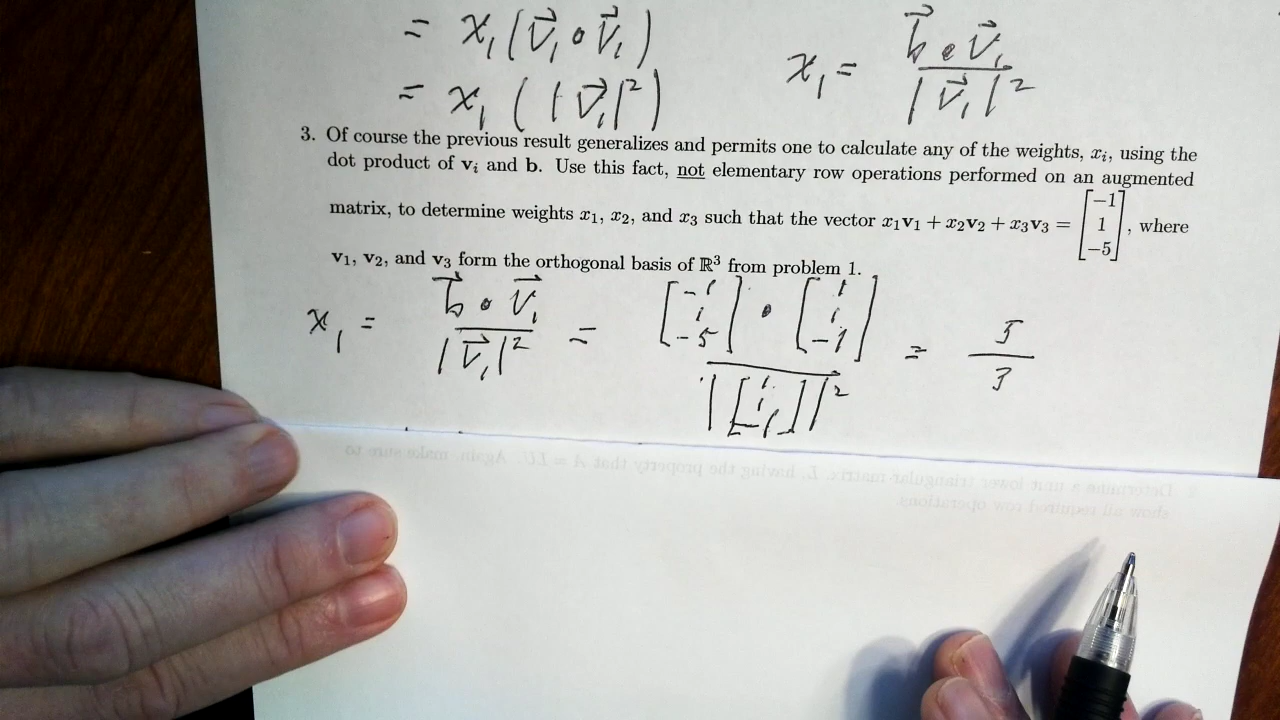 = x₁(v⃗₁ ∘ v⃗₁)
= x₁(|v⃗₁|²)
x₁ = b⃗ • v⃗₁ / |v⃗₁|²
3. Of course the previous result generalizes and permits one to calculate any of the weights, xᵢ, using the
dot product of vᵢ and b. Use this fact, not elementary row operations performed on an augmented
matrix, to determine weights x₁, x₂, and x₃ such that the vector x₁v₁ + x₂v₂ + x₃v₃ = [-1 1 -5], where
v₁, v₂, and v₃ form the orthogonal basis of ℝ³ from problem 1.
x₁ = b⃗ • v⃗₁ / |v⃗₁|² = [-1 1 -5] • [1 1 -1] / |[1 1 -1]|² = 5/3